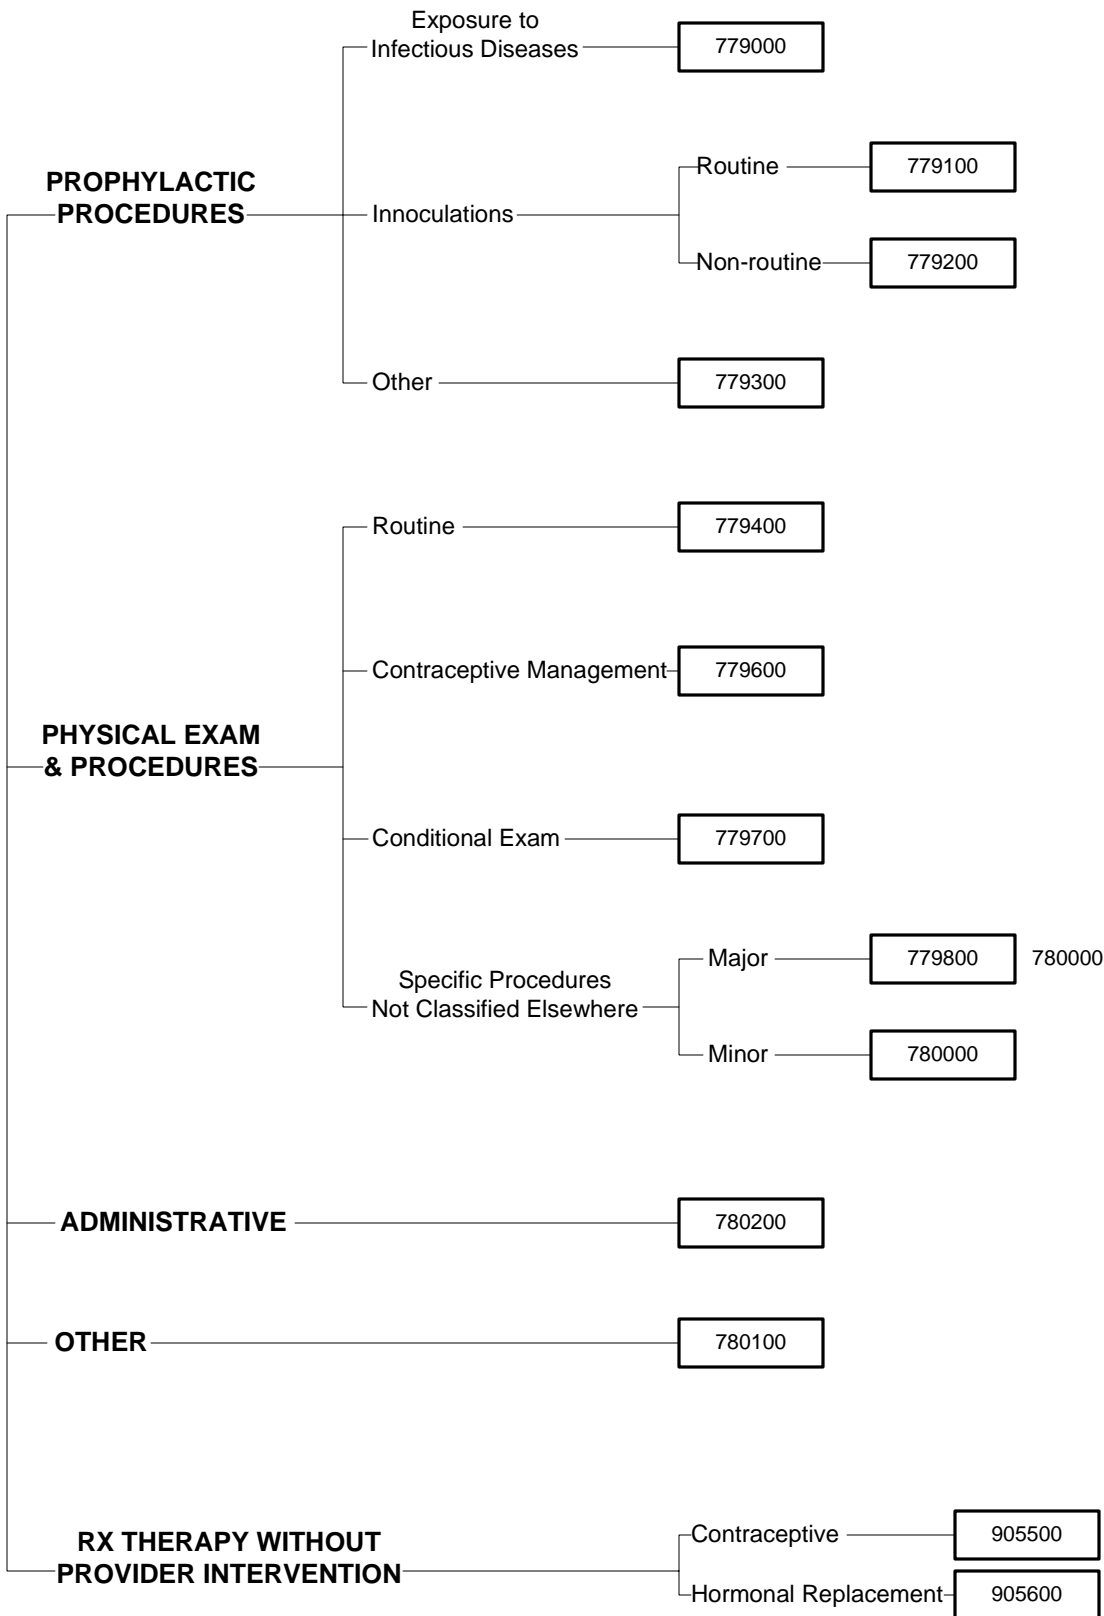 Exposure to
Infectious Diseases
779000
PROPHYLACTIC
PROCEDURES
Innoculations
Routine
779100
Non-routine
779200
Other
779300
PHYSICAL EXAM
& PROCEDURES
Routine
779400
Contraceptive Management
779600
Conditional Exam
779700
Specific Procedures
Not Classified Elsewhere
Major
779800
780000
Minor
780000
ADMINISTRATIVE
780200
OTHER
780100
RX THERAPY WITHOUT
PROVIDER INTERVENTION
Contraceptive
905500
Hormonal Replacement
905600